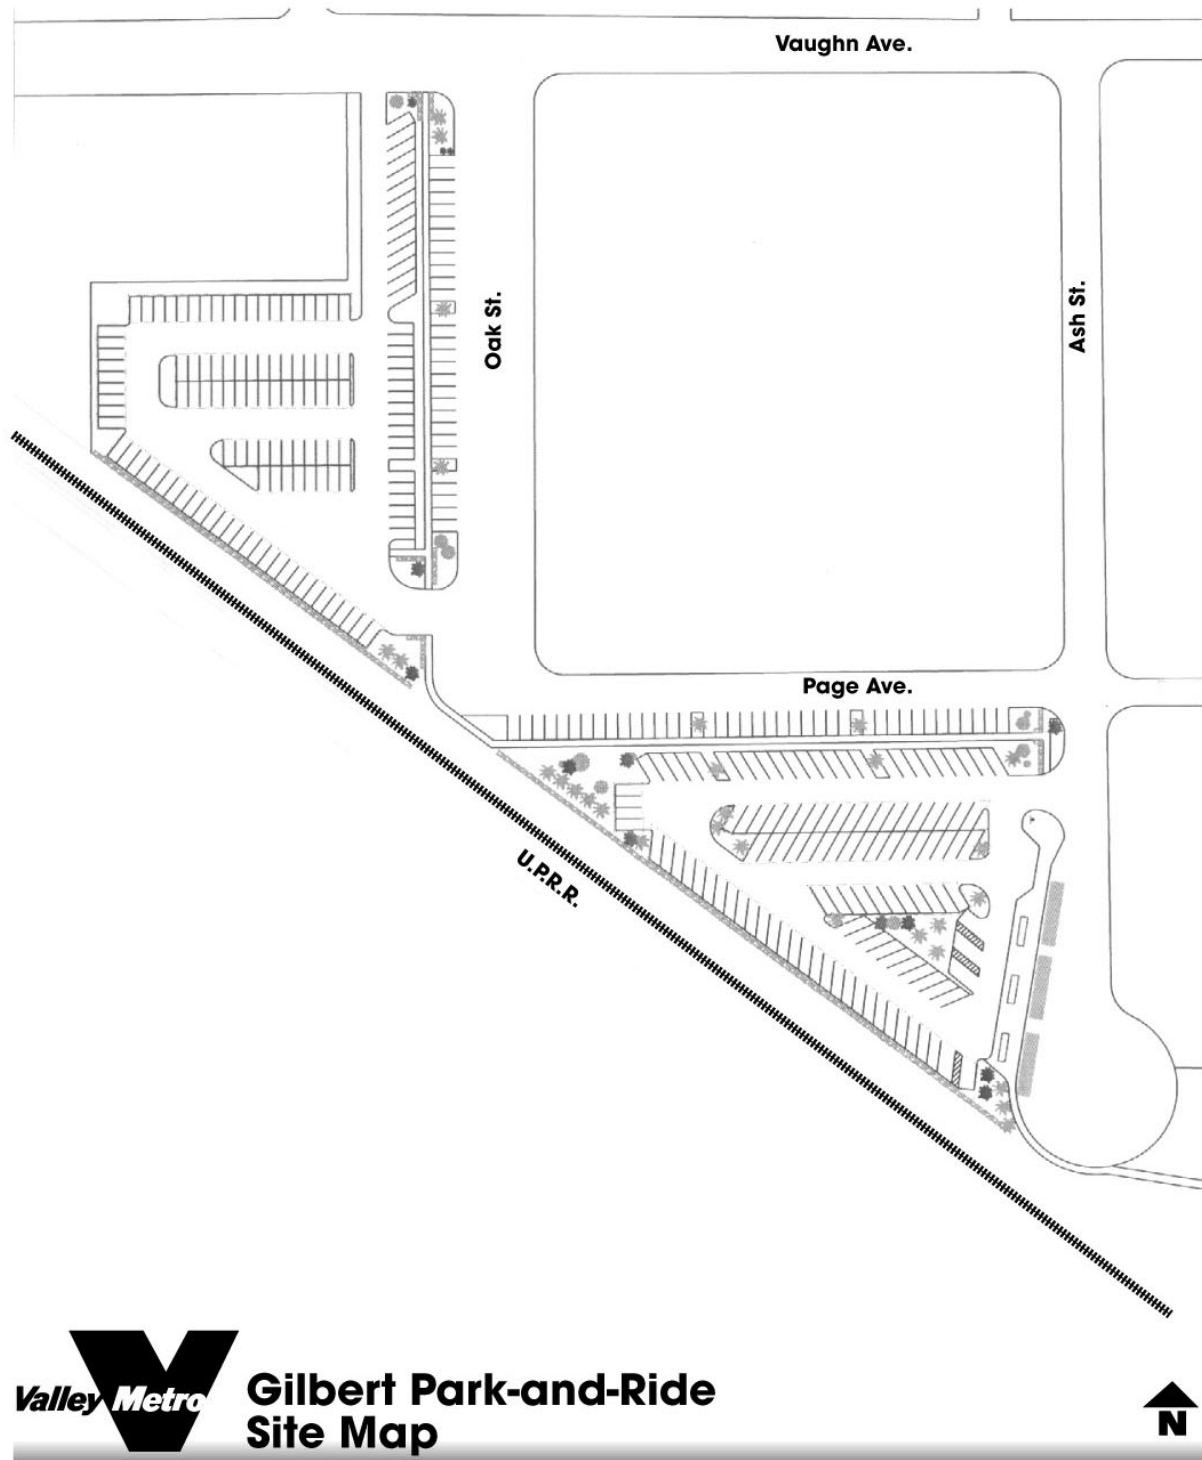 Vaughn Ave.
Oak St.
Ash St.
Page Ave.
U.P.R.R.
Valley Metro
Gilbert Park-and-Ride
Site Map
N